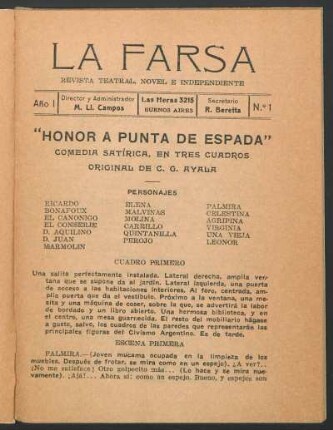 LA FARSA
REVISTA TEATRAL, NOVEL E INDEPENDIENTE
Año I
Director y Administrador
M. Ll. Campos
Las Heras 3215
BUENOS AIRES
Secretario
R. Beretta
N.º 1
"HONOR A PUNTA DE ESPADA"
COMEDIA SATÍRICA, EN TRES CUADROS
ORIGINAL DE C. G. AYALA
PERSONAJES
RICARDO ELENA PALMIRA
BONAFOUX MALVINAS CELESTINA
EL CANONIGO MOLINA AGRIPINA
EL CONSERJE CARRILLO VIRGINIA
D. AQUILINO QUINTANILLA UNA VIEJA
D. JUAN PEROJO LEONOR
MARMOLIN
CUADRO PRIMERO
Una salita perfectamente instalada. Lateral derecha, amplia ventana que se supone da al jardín. Lateral izquierda, una puerta
de acceso a las habitaciones interiores. Al foro, centrada, amplia puerta que da al vestíbulo. Próximo a la ventana, una mesita
y una máquina de coser, sobre la que, se advertirá la labor
de bordado y un libro abierto. Una hermosa biblioteca, y en
el centro, una mesa guarnecida. El resto del mobiliario hágase
a gusto, salvo, los cuadros de las paredes que representarán las
principales figuras del Civismo Argentino. Es de tarde.
ESCENA PRIMERA
PALMIRA.—(Joven mucama ocupada en la limpieza de los
muebles. Después de frotar, se mira como en un espejo). ¿A ver?...
¡No me satisface! Otro golpecito más... (Lo hace y se mira nuevamente). ¡Ajá!... Ahora sí: como un espejo. Bueno, y espejos son